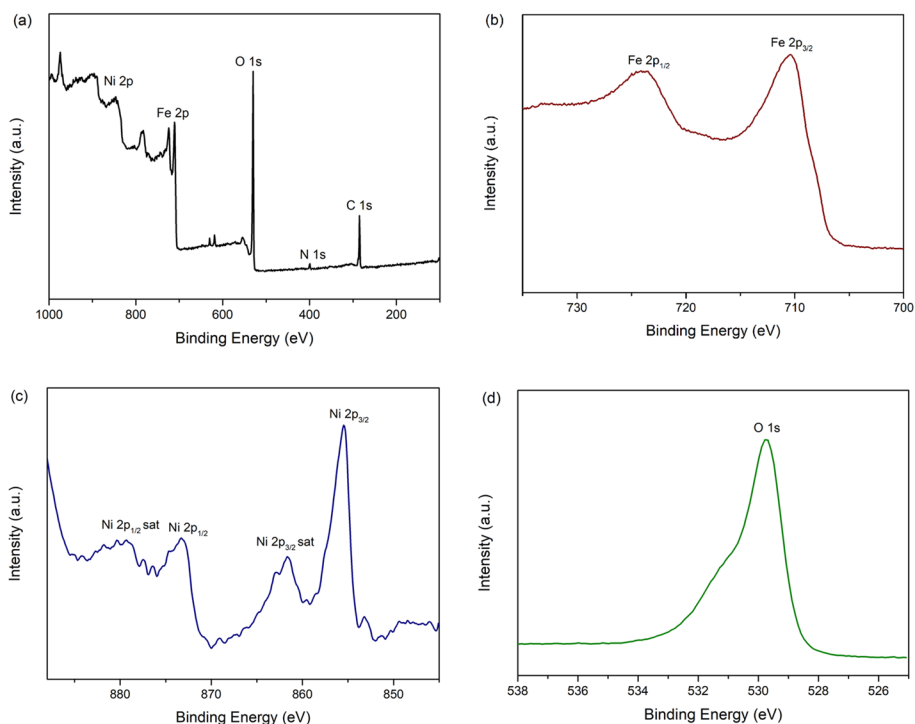 (a)
O 1s
Ni 2p
Fe 2p
C 1s
N 1s
Intensity (a.u.)
1000 800 600 400 200
Binding Energy (eV)
(b)
Fe 2p3/2
Fe 2p1/2
Intensity (a.u.)
730 720 710 700
Binding Energy (eV)
(c)
Ni 2p3/2
Ni 2p1/2 sat Ni 2p1/2
Ni 2p3/2 sat
Intensity (a.u.)
880 870 860 850
Binding Energy (eV)
(d)
O 1s
Intensity (a.u.)
538 536 534 532 530 528 526
Binding Energy (eV)